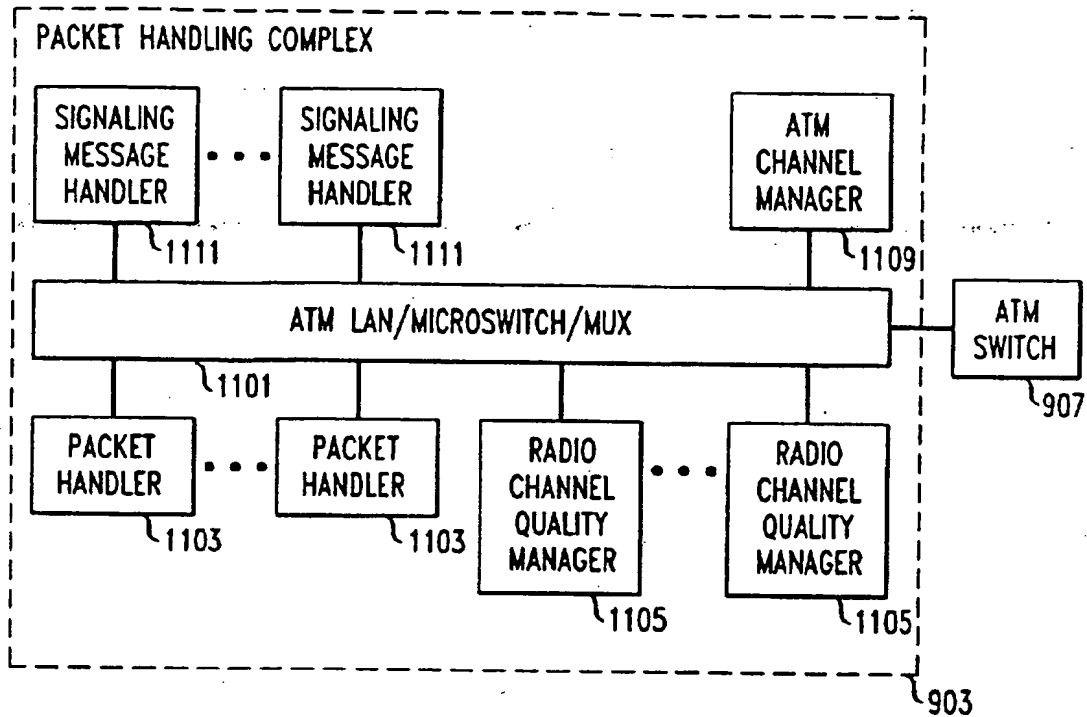 PACKET HANDLING COMPLEX
SIGNALING
MESSAGE
HANDLER
1111
SIGNALING
MESSAGE
HANDLER
1111
ATM
CHANNEL
MANAGER
1109
ATM LAN/MICROSWITCH/MUX
1101
ATM
SWITCH
907
PACKET
HANDLER
1103
PACKET
HANDLER
1103
RADIO
CHANNEL
QUALITY
MANAGER
1105
RADIO
CHANNEL
QUALITY
MANAGER
1105
903